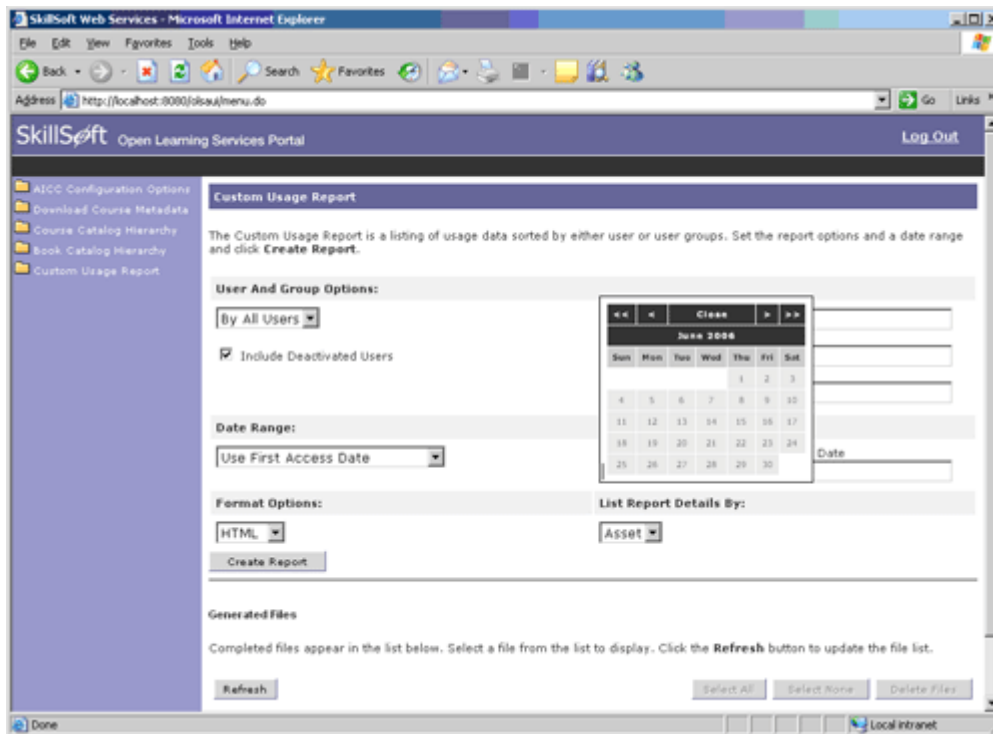 SkillSoft Web Services - Microsoft Internet Explorer
File Edit View Favorites Tools Help
Back Search Favorites
Address http://localhost:8080/olsaui/menu.do Go Links
SkillSoft Open Learning Services Portal Log Out
AICC Configuration Options
Download Course Metadata
Course Catalog Hierarchy
Book Catalog Hierarchy
Custom Usage Report
Custom Usage Report
The Custom Usage Report is a listing of usage data sorted by either user or user groups. Set the report options and a date range
and click Create Report.
User And Group Options:
By All Users
Include Deactivated Users
<< < Close > >>
June 2006
Sun Mon Tue Wed Thu Fri Sat
1 2 3
4 5 6 7 8 9 10
11 12 13 14 15 16 17
18 19 20 21 22 23 24
25 26 27 28 29 30
Date Range:
Use First Access Date
Date
Format Options: List Report Details By:
HTML Asset
Create Report
Generated Files
Completed files appear in the list below. Select a file from the list to display. Click the Refresh button to update the file list.
Refresh Select All Select None Delete Files
Done Local intranet